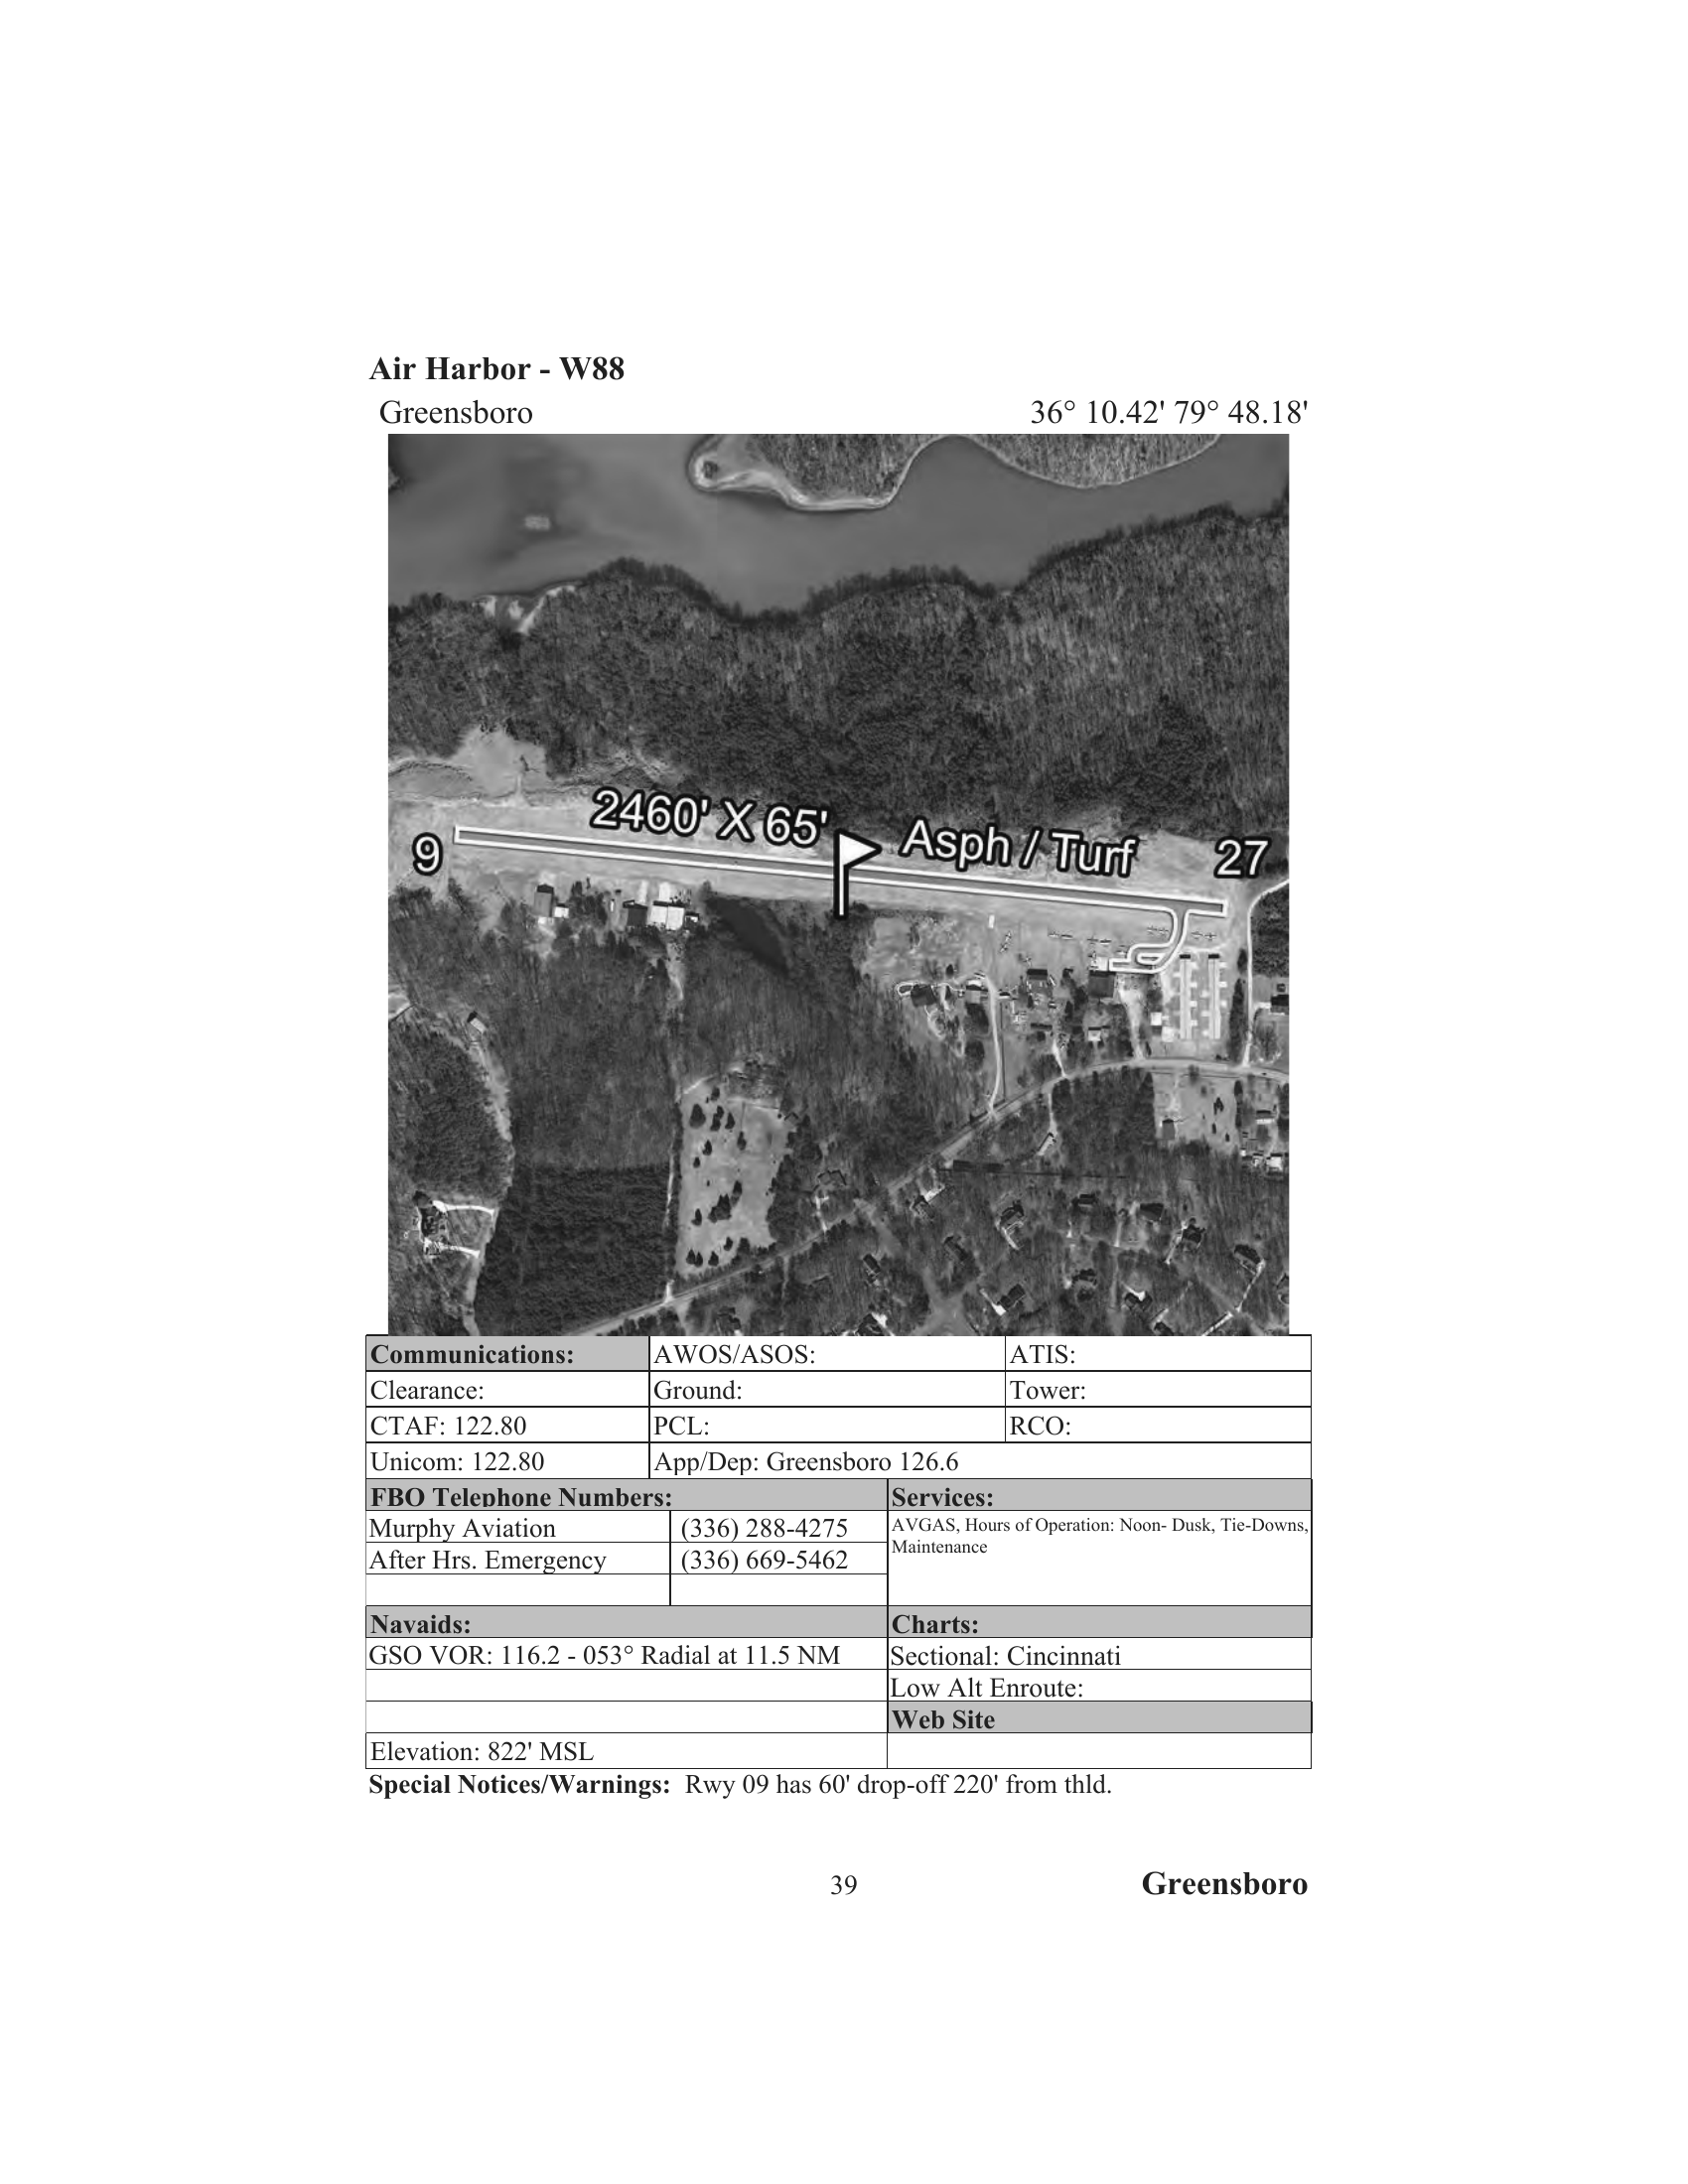 Air Harbor - W88
Greensboro 36° 10.42' 79° 48.18'
2460' X 65' Asph / Turf
9 27
Communications: AWOS/ASOS: ATIS:
Clearance: Ground: Tower:
CTAF: 122.80 PCL: RCO:
Unicom: 122.80 App/Dep: Greensboro 126.6
FBO Telephone Numbers: Services:
Murphy Aviation (336) 288-4275 AVGAS, Hours of Operation: Noon- Dusk, Tie-Downs,
Maintenance
After Hrs. Emergency (336) 669-5462
Navaids: Charts:
GSO VOR: 116.2 - 053° Radial at 11.5 NM Sectional: Cincinnati
Low Alt Enroute:
Web Site
Elevation: 822' MSL
Special Notices/Warnings: Rwy 09 has 60' drop-off 220' from thld.
39 Greensboro